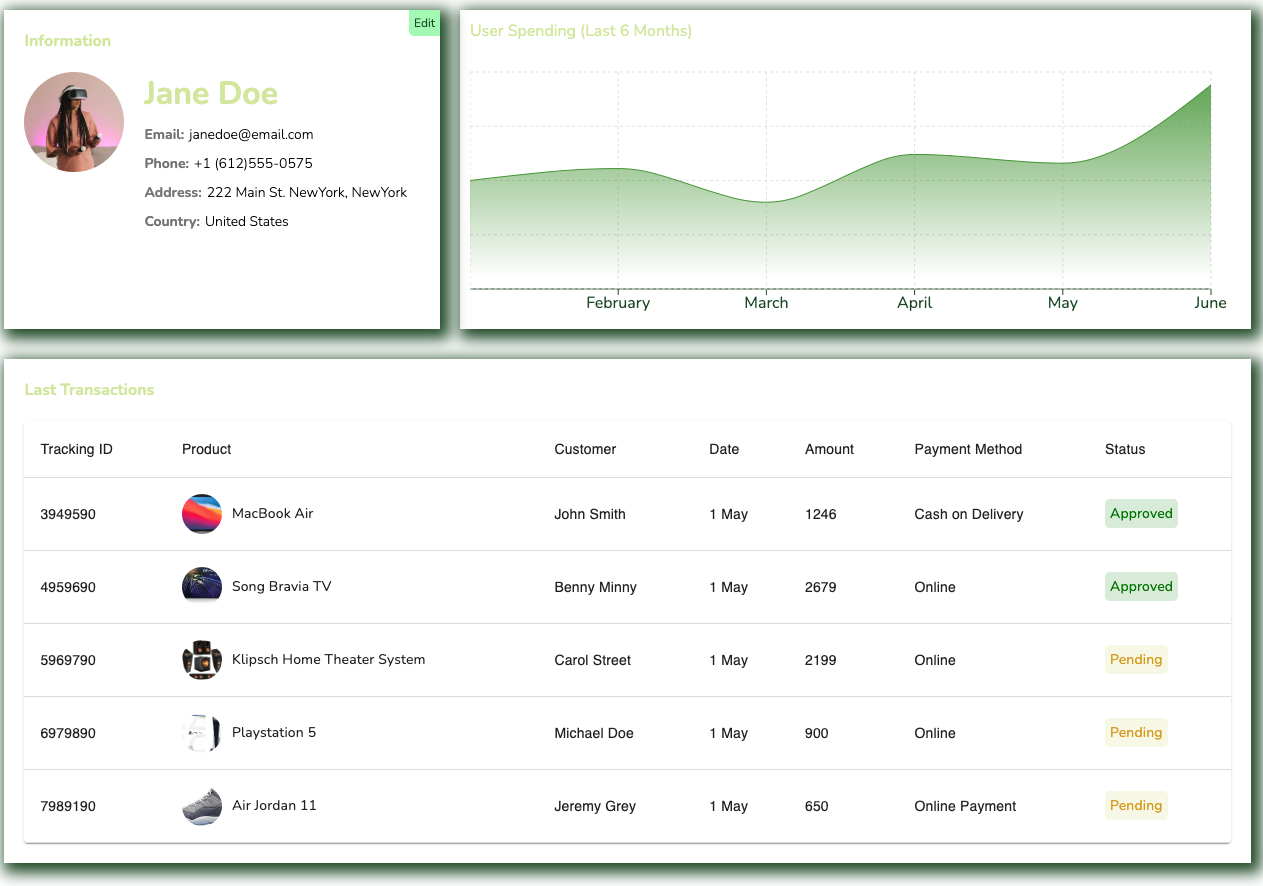 Edit
Information
Jane Doe
Email: janedoe@email.com
Phone: +1 (612)555-0575
Address: 222 Main St. NewYork, NewYork
Country: United States
User Spending (Last 6 Months)
February March April May June
Last Transactions
Tracking ID Product Customer Date Amount Payment Method Status
3949590 MacBook Air John Smith 1 May 1246 Cash on Delivery Approved
4959690 Song Bravia TV Benny Minny 1 May 2679 Online Approved
5969790 Klipsch Home Theater System Carol Street 1 May 2199 Online Pending
6979890 Playstation 5 Michael Doe 1 May 900 Online Pending
7989190 Air Jordan 11 Jeremy Grey 1 May 650 Online Payment Pending